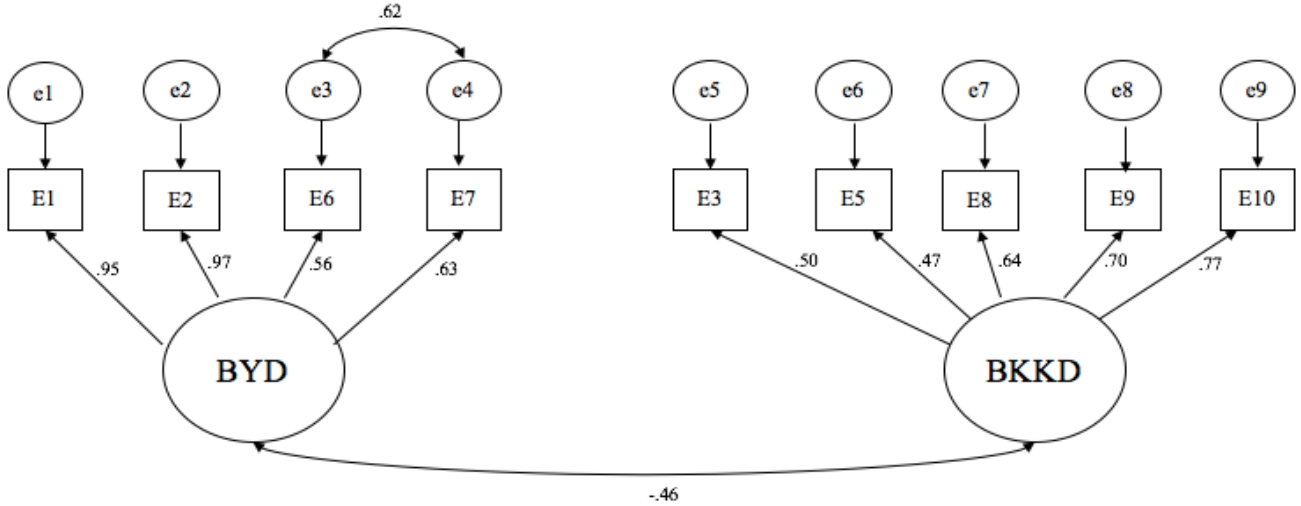 .62
e1 e2 e3 e4 e5 e6 e7 e8 e9
E1 E2 E6 E7 E3 E5 E8 E9 E10
.95 .97 .56 .63 .50 .47 .64 .70 .77
BYD BKKD
-.46